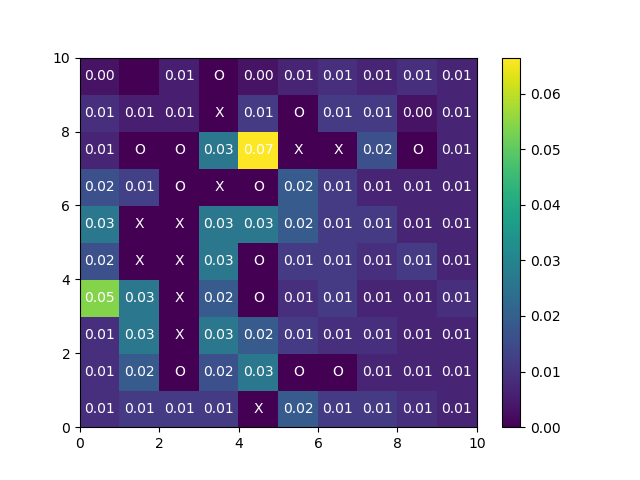 10 0.00 0.01 O 0.00 0.01 0.01 0.01 0.01 0.01
0.01 0.01 0.01 X 0.01 O 0.01 0.01 0.00 0.01 0.06
8
0.01 O O 0.03 0.07 X X 0.02 O 0.01 0.05
0.02 0.01 O X O 0.02 0.01 0.01 0.01 0.01
6 0.04
0.03 X X 0.03 0.03 0.02 0.01 0.01 0.01 0.01
0.02 X X 0.03 O 0.01 0.01 0.01 0.01 0.01 0.03
4
0.05 0.03 X 0.02 O 0.01 0.01 0.01 0.01 0.01
0.01 0.03 X 0.03 0.02 0.01 0.01 0.01 0.01 0.01 0.02
2
0.01 0.02 O 0.02 0.03 O O 0.01 0.01 0.01 0.01
0.01 0.01 0.01 0.01 X 0.02 0.01 0.01 0.01 0.01
0 0.00
0 2 4 6 8 10